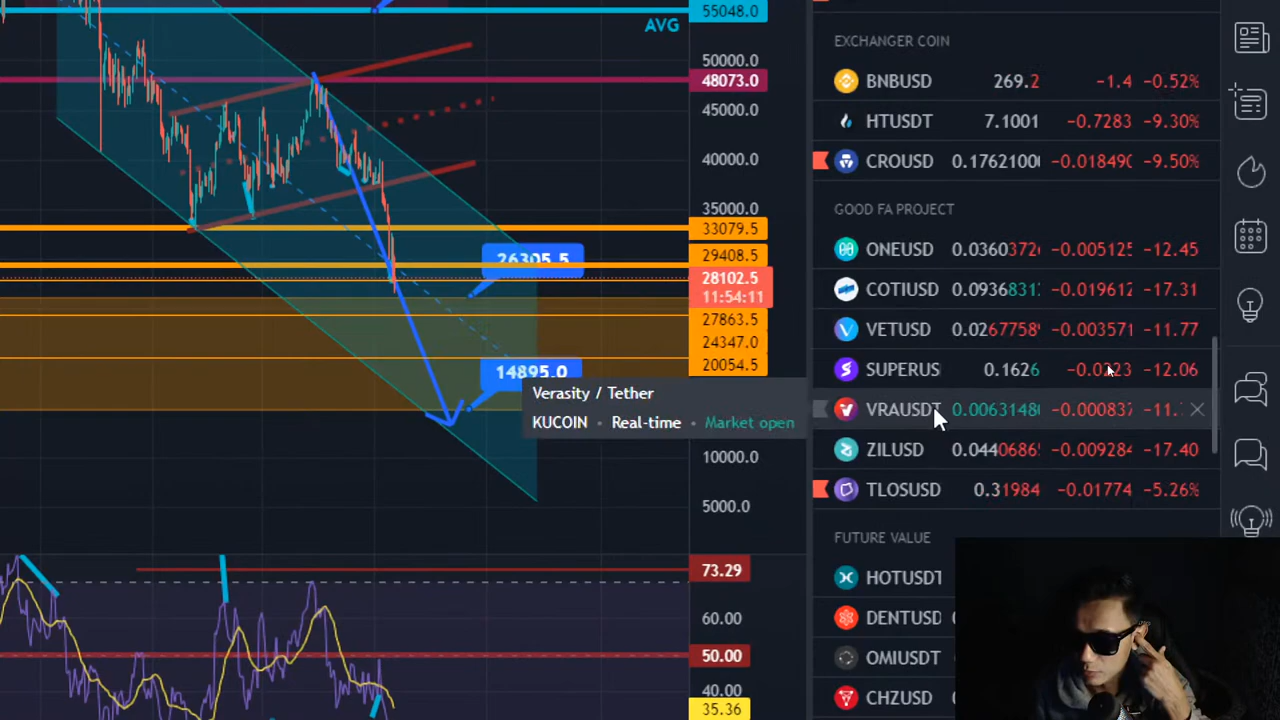 55048.0
AVG
50000.0
48073.0
45000.0
40000.0
35000.0
33079.5
29408.5
28102.5
11:54:11
27863.5
24347.0
20054.5
26305.5
14895.0
Verasity / Tether
KUCOIN • Real-time • Market open
10000.0
5000.0
73.29
60.00
50.00
40.00
35.36
EXCHANGER COIN
BNBUSD 269.2 −1.4 −0.52%
HTUSDT 7.1001 −0.7283 −9.30%
CROUSD 0.1762100 −0.01849 −9.50%
GOOD FA PROJECT
ONEUSD 0.0360372 −0.005125 −12.45
COTIUSD 0.0936831 −0.019612 −17.31
VETUSD 0.0267758 −0.003571 −11.77
SUPERUS 0.1626 −12.06
VRAUSDT 0.0063148 −0.000837 −11.
ZILUSD 0.0440686 −0.009284 −17.40
TLOSUSD 0.31984 −0.01774 −5.26%
FUTURE VALUE
HOTUSDT
DENTUSD
OMIUSDT
CHZUSD